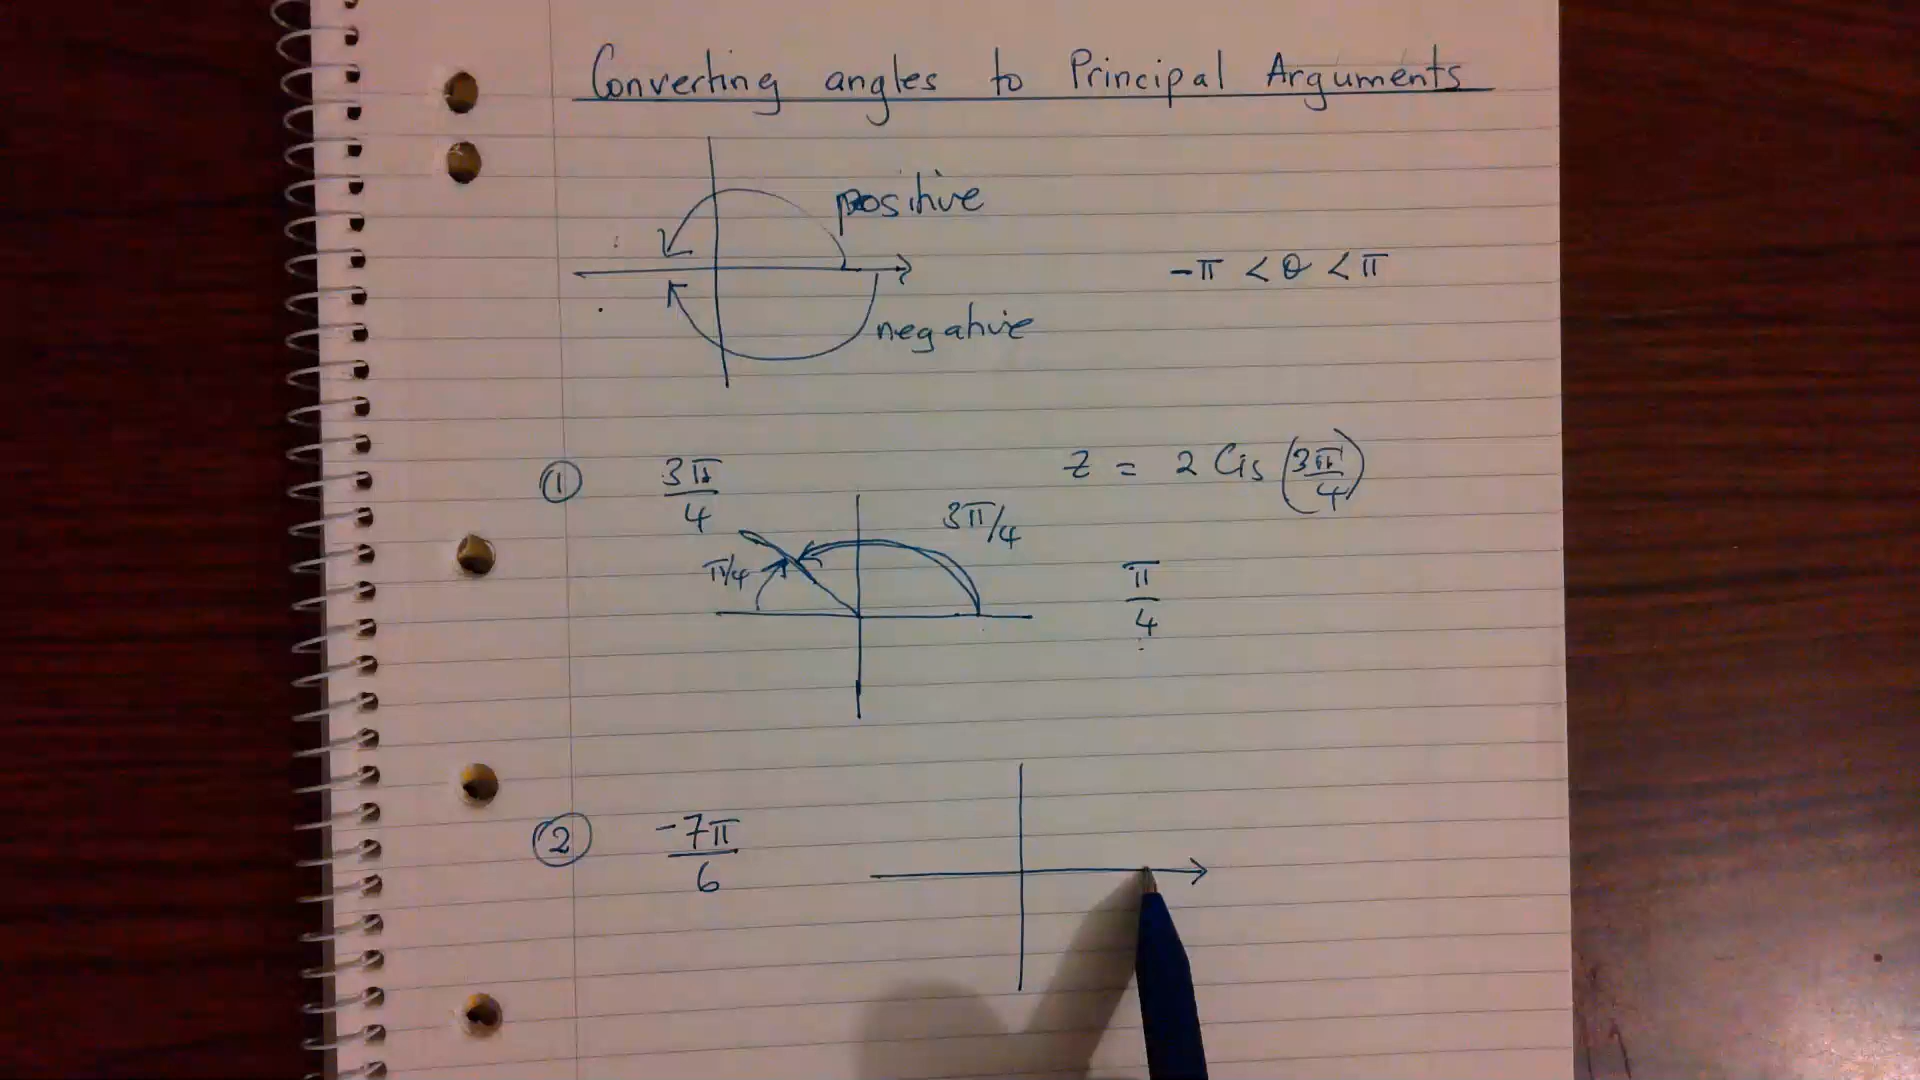 Converting angles to Principal Arguments
positive
-π < θ < π
negative
① 3π/4
z = 2 Cis (3π/4)
3π/4
π/4
π/4
② -7π/6